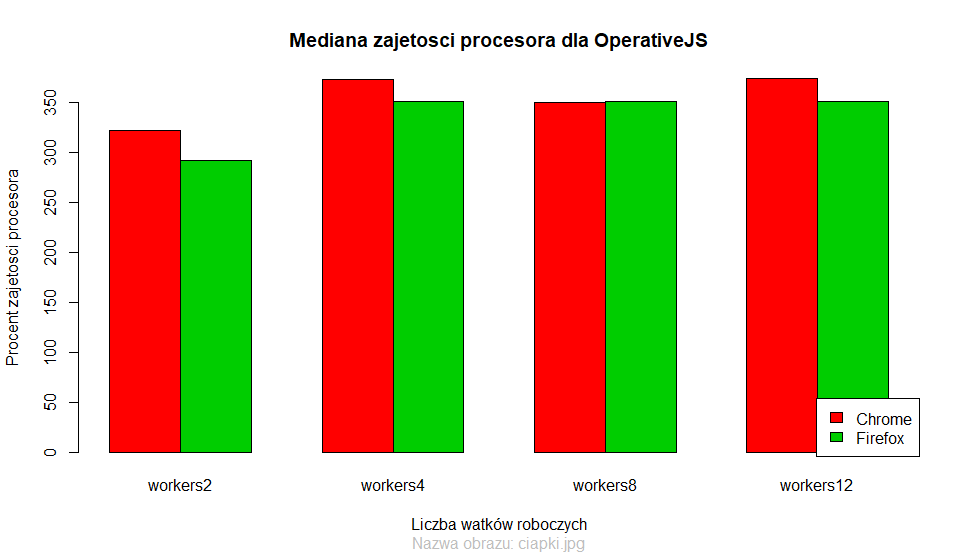 Mediana zajetosci procesora dla OperativeJS
Procent zajetosci procesora
350
300
250
200
150
100
50
0
workers2
workers4
workers8
workers12
Chrome
Firefox
Liczba watków roboczych
Nazwa obrazu: ciapki.jpg